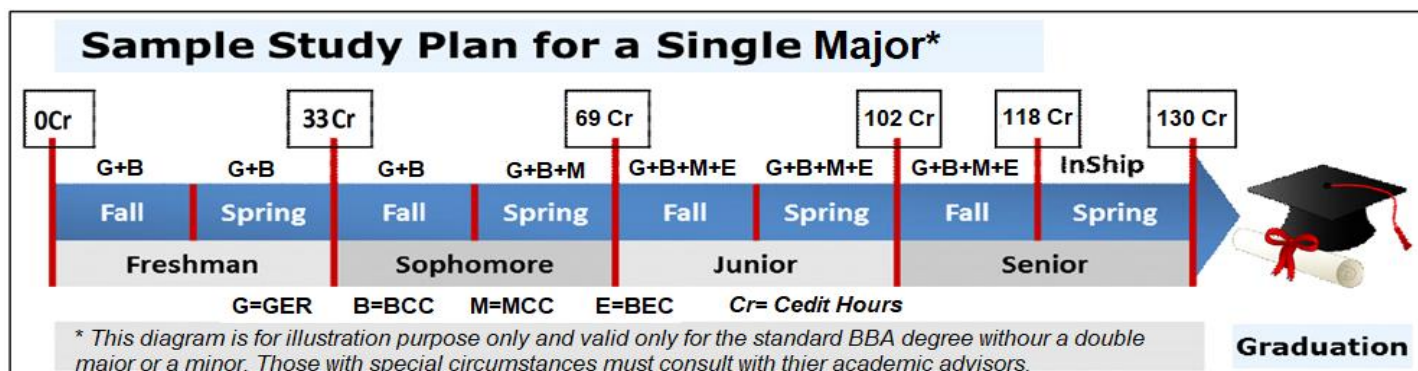 Sample Study Plan for a Single Major*
0Cr 33Cr 69 Cr 102 Cr 118 Cr 130 Cr
G+B G+B G+B G+B+M G+B+M+E G+B+M+E G+B+M+E InShip
Fall Spring Fall Spring Fall Spring Fall Spring
Freshman Sophomore Junior Senior
G=GER B=BCC M=MCC E=BEC Cr= Cedit Hours
* This diagram is for illustration purpose only and valid only for the standard BBA degree withour a double
major or a minor. Those with special circumstances must consult with thier academic advisors.
Graduation